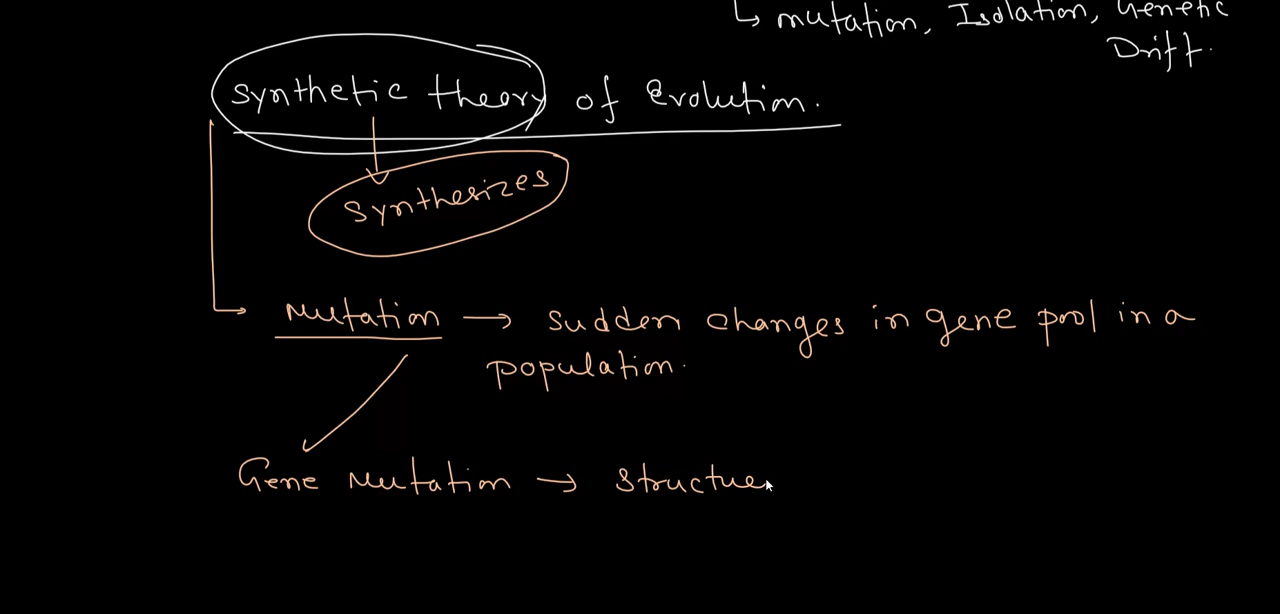 ↳ mutation, Isolation, Genetic
Drift.
Synthetic theory of Evolution.
Synthesizes
Mutation → Sudden changes in gene pool in a
population.
Gene Mutation → Structue